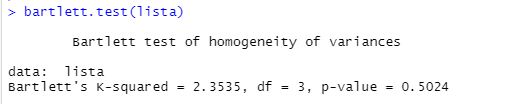 > bartlett.test(lista)
Bartlett test of homogeneity of variances
data:  lista
Bartlett's K-squared = 2.3535, df = 3, p-value = 0.5024